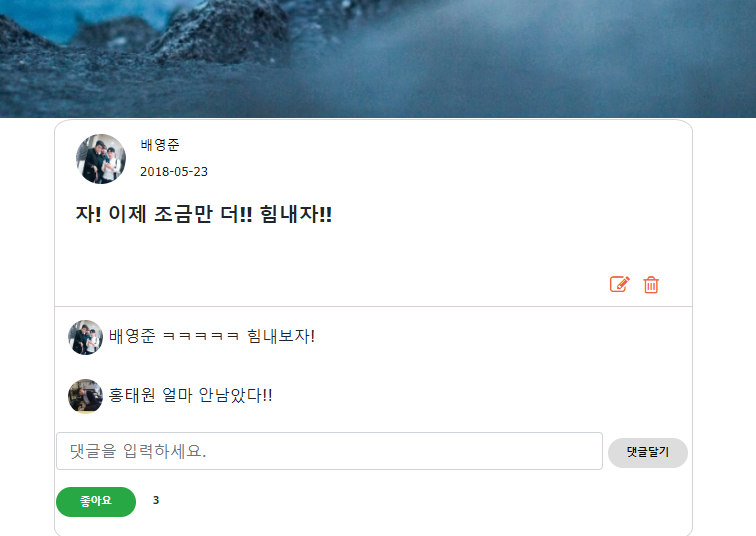 배영준
2018-05-23
자! 이제 조금만 더!! 힘내자!!
배영준 ㅋㅋㅋㅋㅋ 힘내보자!
홍태원 얼마 안남았다!!
댓글을 입력하세요.
댓글달기
좋아요 3